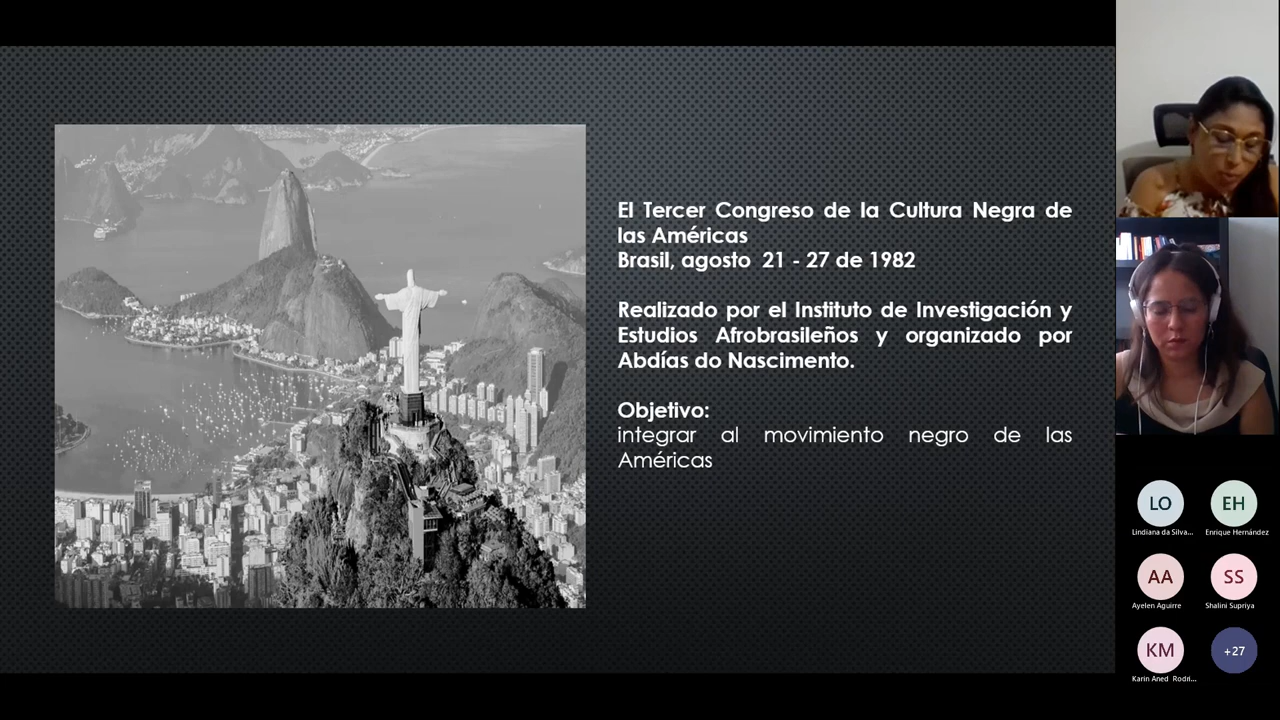 El Tercer Congreso de la Cultura Negra de
las Américas
Brasil, agosto 21 - 27 de 1982
Realizado por el Instituto de Investigación y
Estudios Afrobrasileños y organizado por
Abdías do Nascimento.
Objetivo:
integrar al movimiento negro de las
Américas
LO
EH
Lindiana da Silva...
Enrique Hernández
AA
SS
Ayelen Aguirre
Shalini Supriya
KM
+27
Karin Aned Rodri...